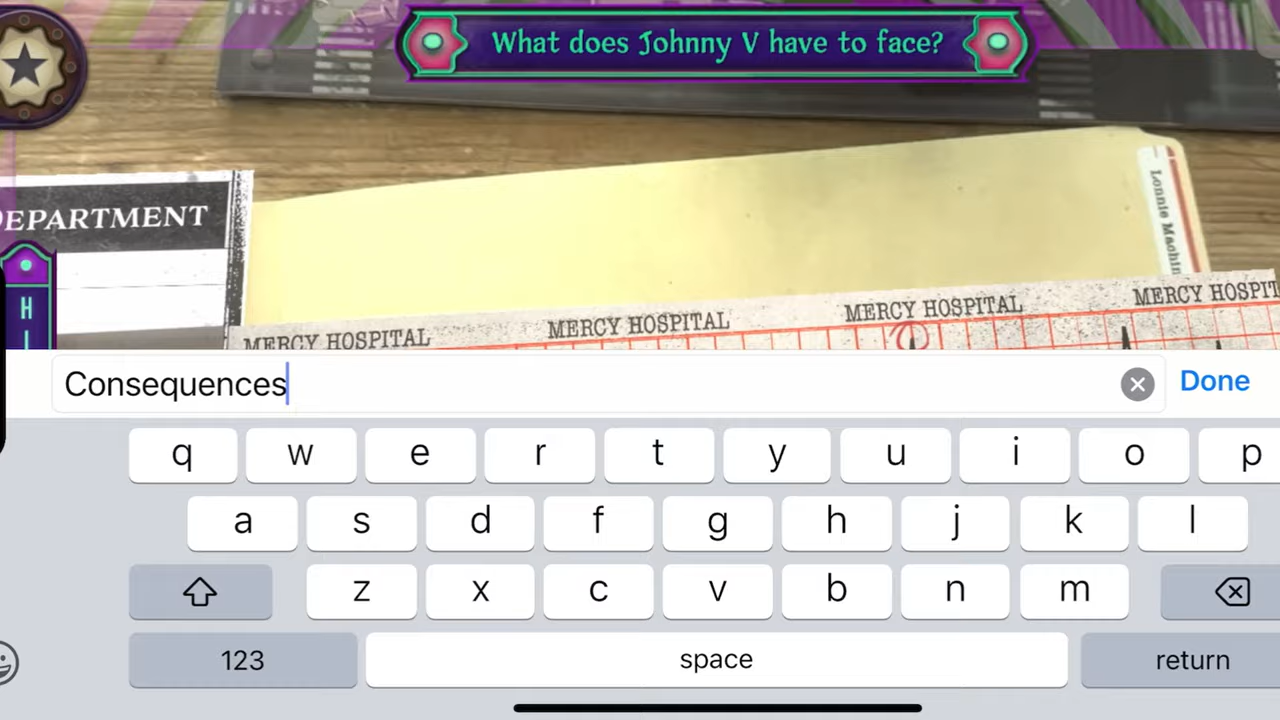 What does Johnny V have to face?
DEPARTMENT
Lonnie Machin
H
MERCY HOSPITAL
MERCY HOSPITAL
MERCY HOSPITAL
MERCY HOSPIT
Consequences
Done
q w e r t y u i o p
a s d f g h j k l
z x c v b n m
123
space
return